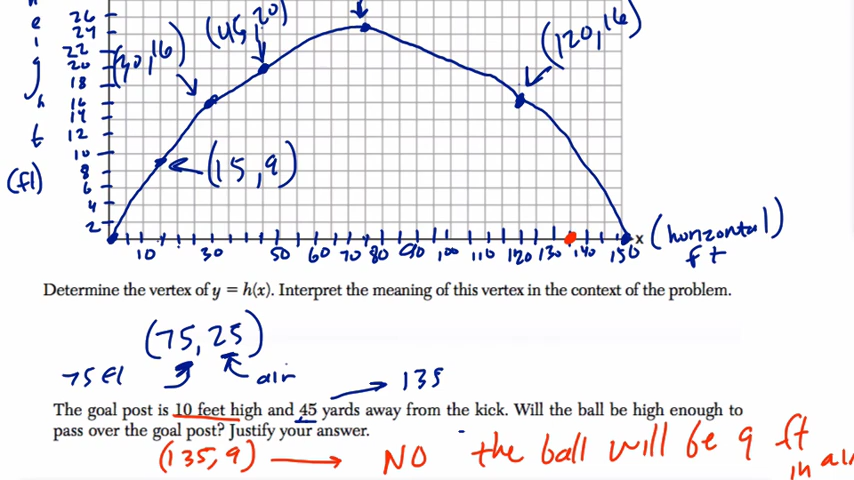 h
e
i
g
h
t
(ft)
26
24
22
20
18
16
14
12
10
8
6
4
2
(30,16)
(45,20)
(120,16)
(15,9)
10 30 50 60 70 80 90 100 110 120 130 140 150
x (horizontal)
ft
Determine the vertex of y = h(x). Interpret the meaning of this vertex in the context of the problem.
(75,25)
75ft air 135
The goal post is 10 feet high and 45 yards away from the kick. Will the ball be high enough to
pass over the goal post? Justify your answer.
(135,9) NO the ball will be 9 ft
in air